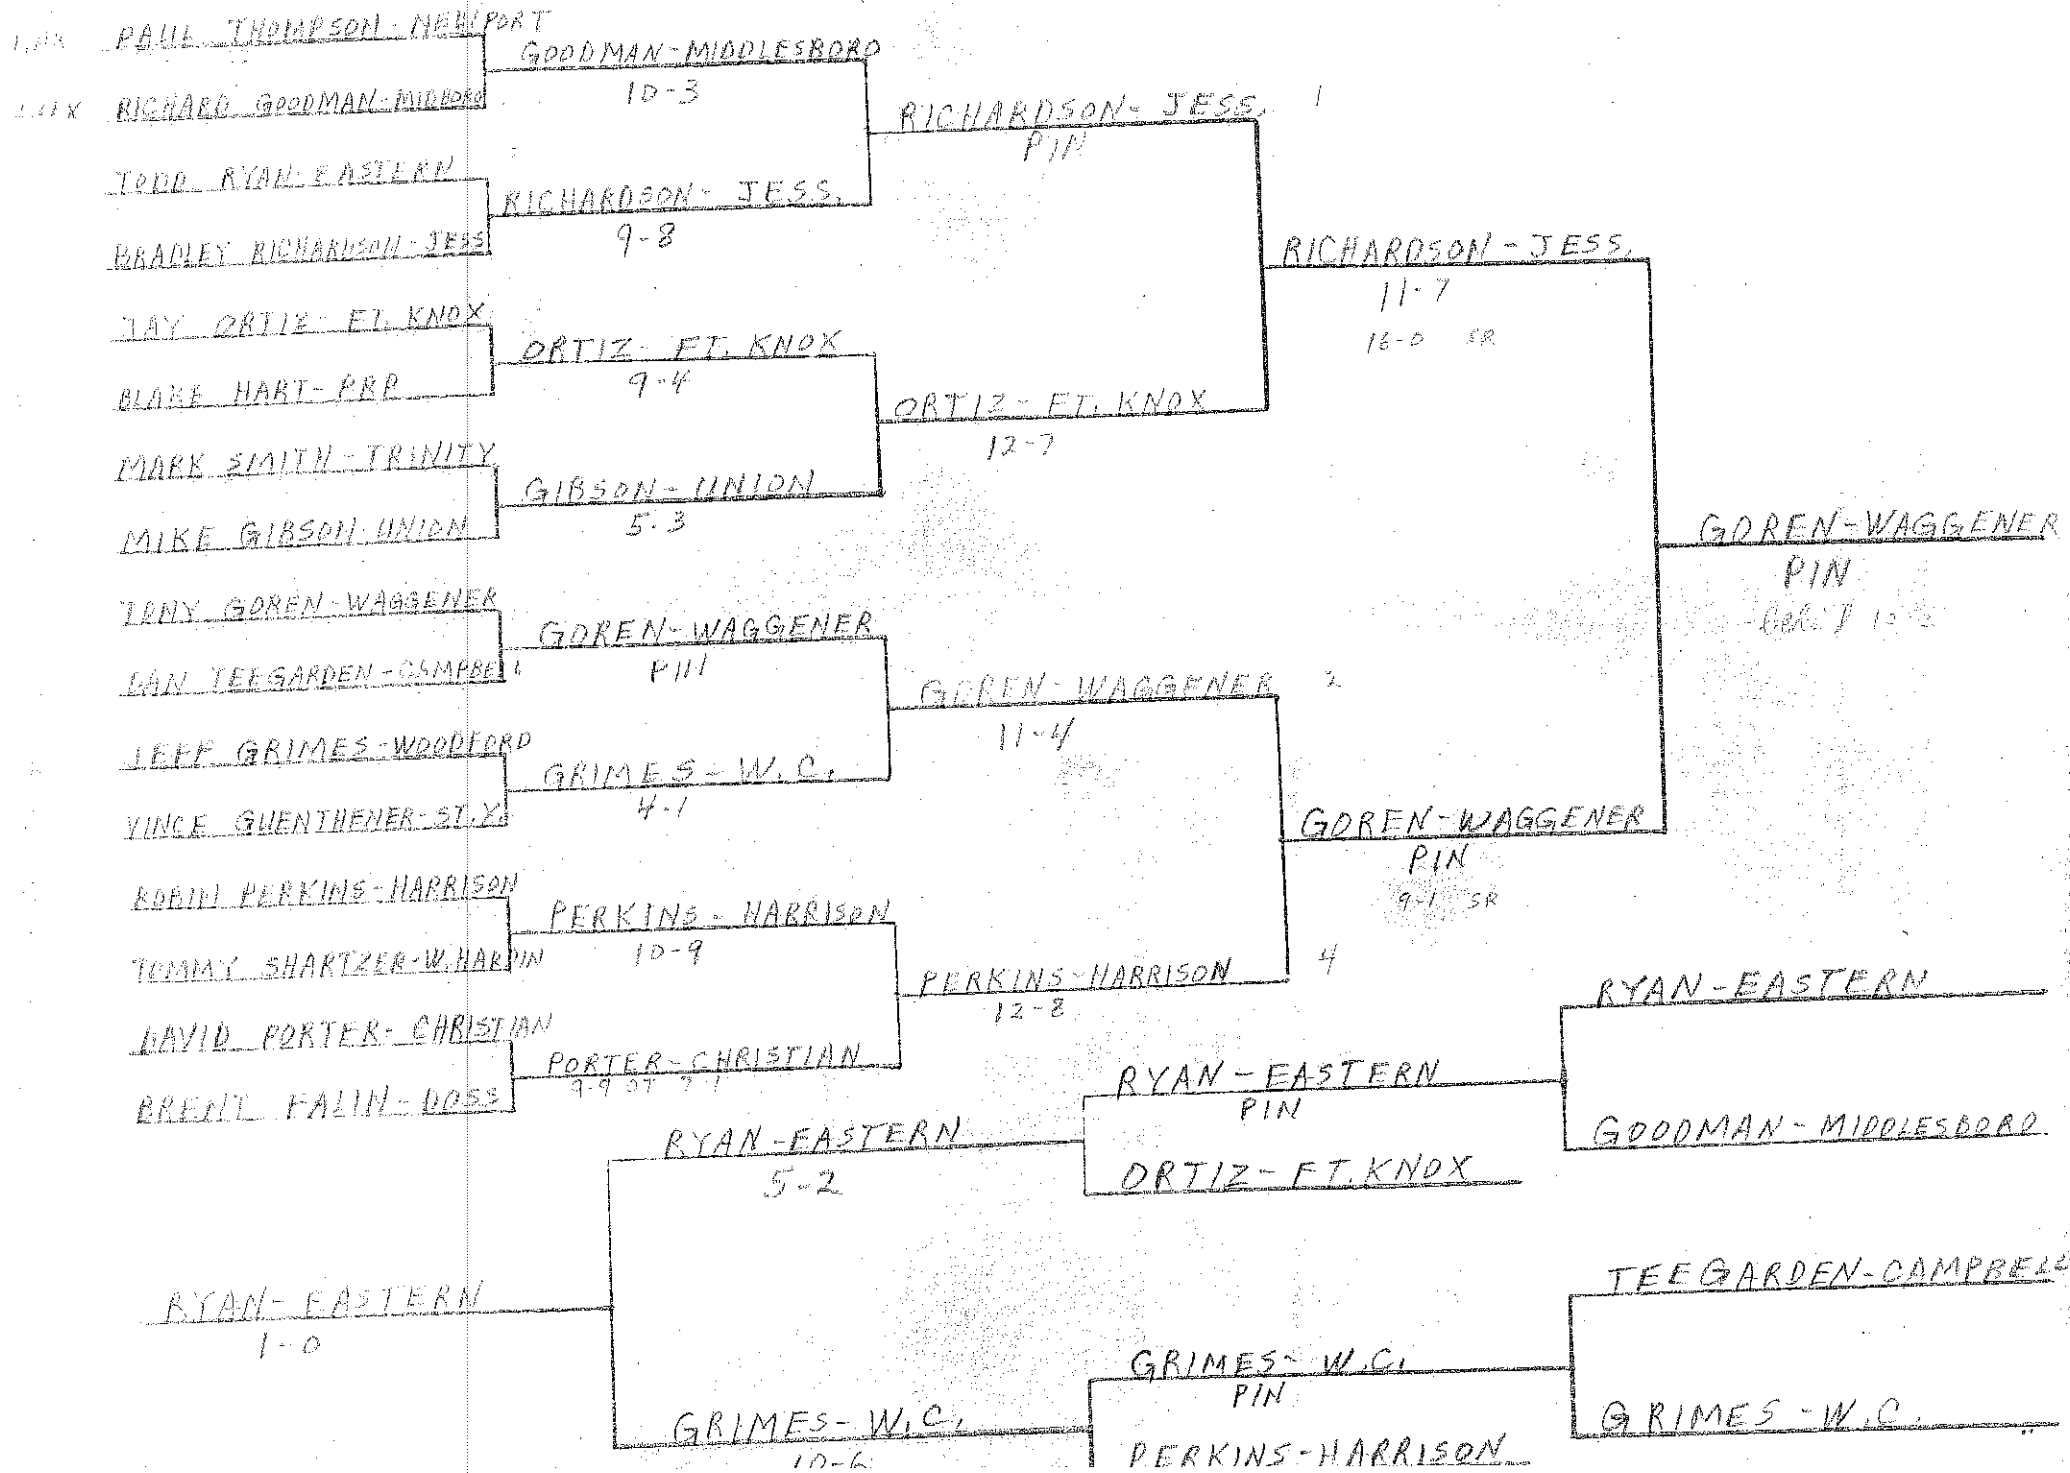 PAUL THOMPSON-NEWPORT
RICHARD GOODMAN-MIDBORO
TODD RYAN-EASTERN
BRADLEY RICHARDSON-JESS
JAY ORTIZ-FT. KNOX
BLAKE HART-PRP
MARK SMITH-TRINITY
MIKE GIBSON-UNION
TONY GOREN-WAGGENER
DAN TEEGARDEN-CAMPBELL
JEFF GRIMES-WOODFORD
VINCE GUENTHENER-ST.X.
ROBIN PERKINS-HARRISON
TOMMY SHARTZER-W.HARDIN
DAVID PORTER-CHRISTIAN
BRENT FALIN-DOSS
GOODMAN-MIDDLESBORO
10-3
RICHARDSON-JESS.
9-8
ORTIZ-FT. KNOX
9-4
GIBSON-UNION
5-3
GOREN-WAGGENER
PIN
GRIMES-W.C.
4-1
PERKINS-HARRISON
10-9
PORTER-CHRISTIAN
9-9 OT
RICHARDSON-JESS. 1
PIN
ORTIZ-FT. KNOX
12-7
GOREN-WAGGENER 2
11-4
PERKINS-HARRISON 4
12-8
RICHARDSON-JESS.
11-7
16-0 SR
GOREN-WAGGENER
PIN
9-1 SR
GOREN-WAGGENER
PIN
RYAN-EASTERN
GOODMAN-MIDDLESBORO
RYAN-EASTERN
PIN
ORTIZ-FT.KNOX
RYAN-EASTERN
5-2
RYAN-EASTERN
1-0
TEEGARDEN-CAMPBELL
GRIMES-W.C.
GRIMES-W.C.
PIN
PERKINS-HARRISON
GRIMES-W.C.
10-6